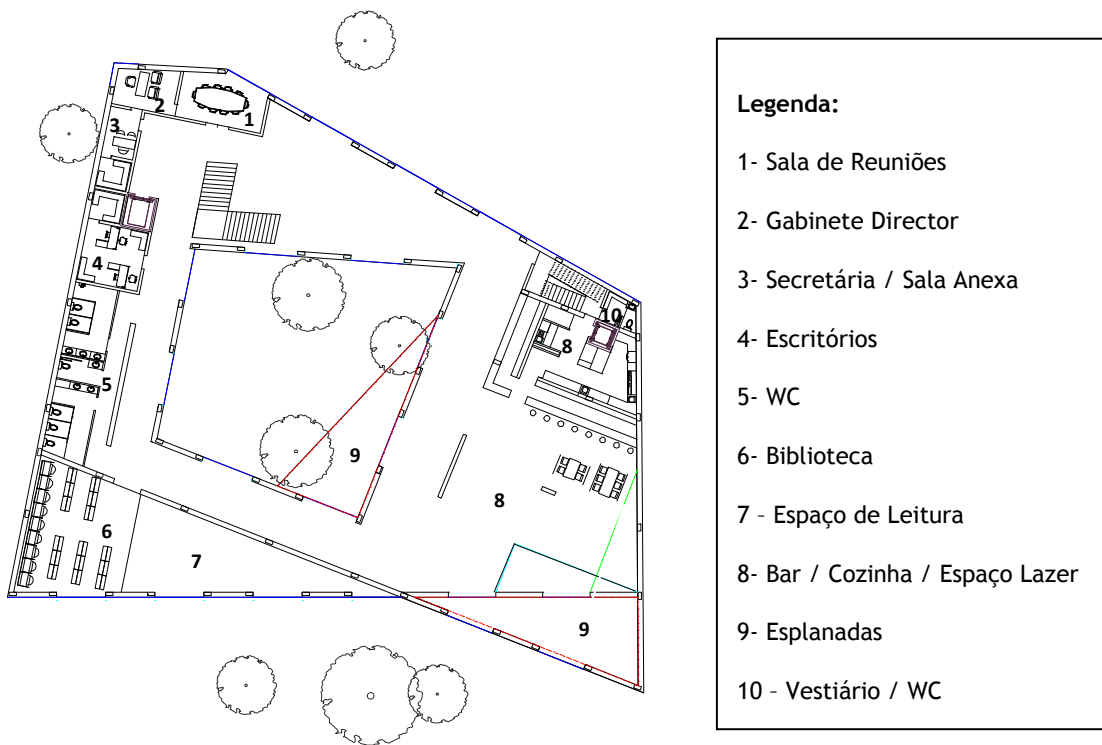 2
1
3
4
10
8
5
9
8
6
7
9
Legenda:
1- Sala de Reuniões
2- Gabinete Director
3- Secretária / Sala Anexa
4- Escritórios
5- WC
6- Biblioteca
7 – Espaço de Leitura
8- Bar / Cozinha / Espaço Lazer
9- Esplanadas
10 – Vestiário / WC